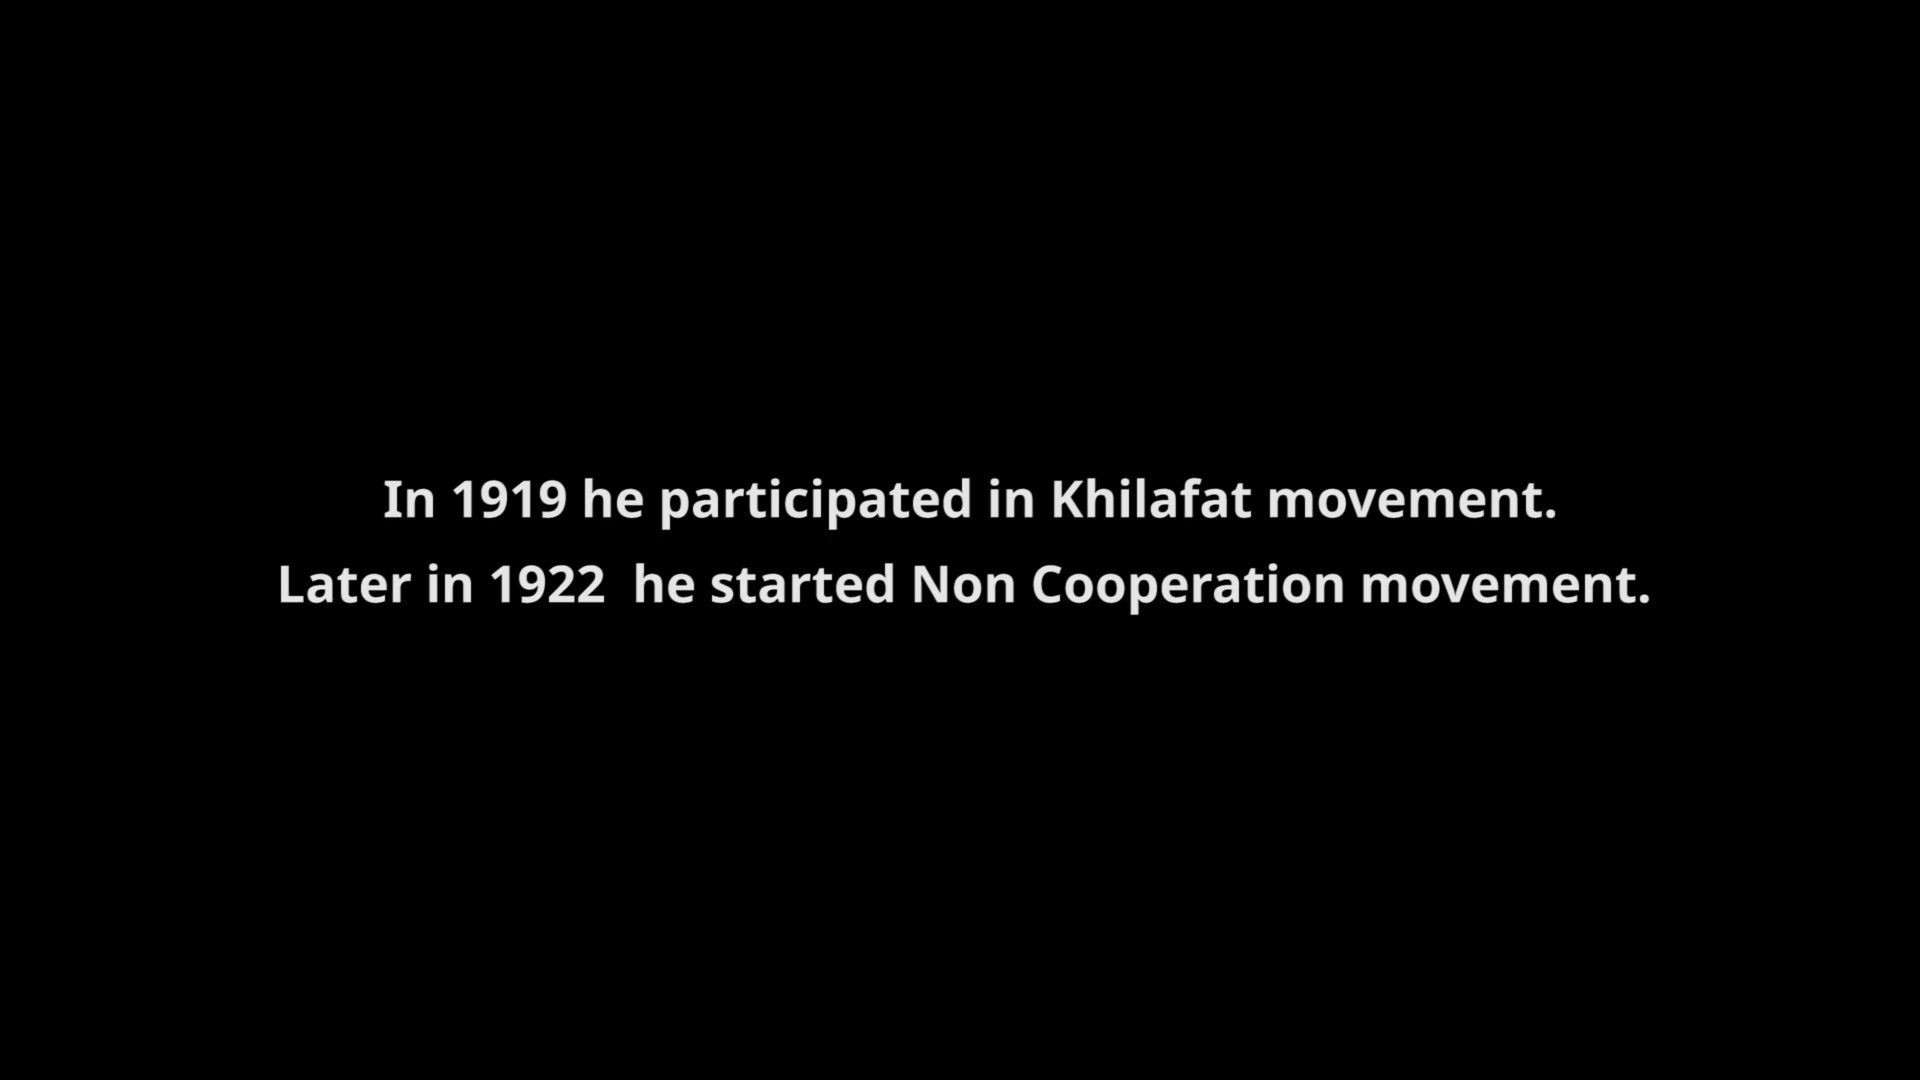 In 1919 he participated in Khilafat movement.
Later in 1922  he started Non Cooperation movement.